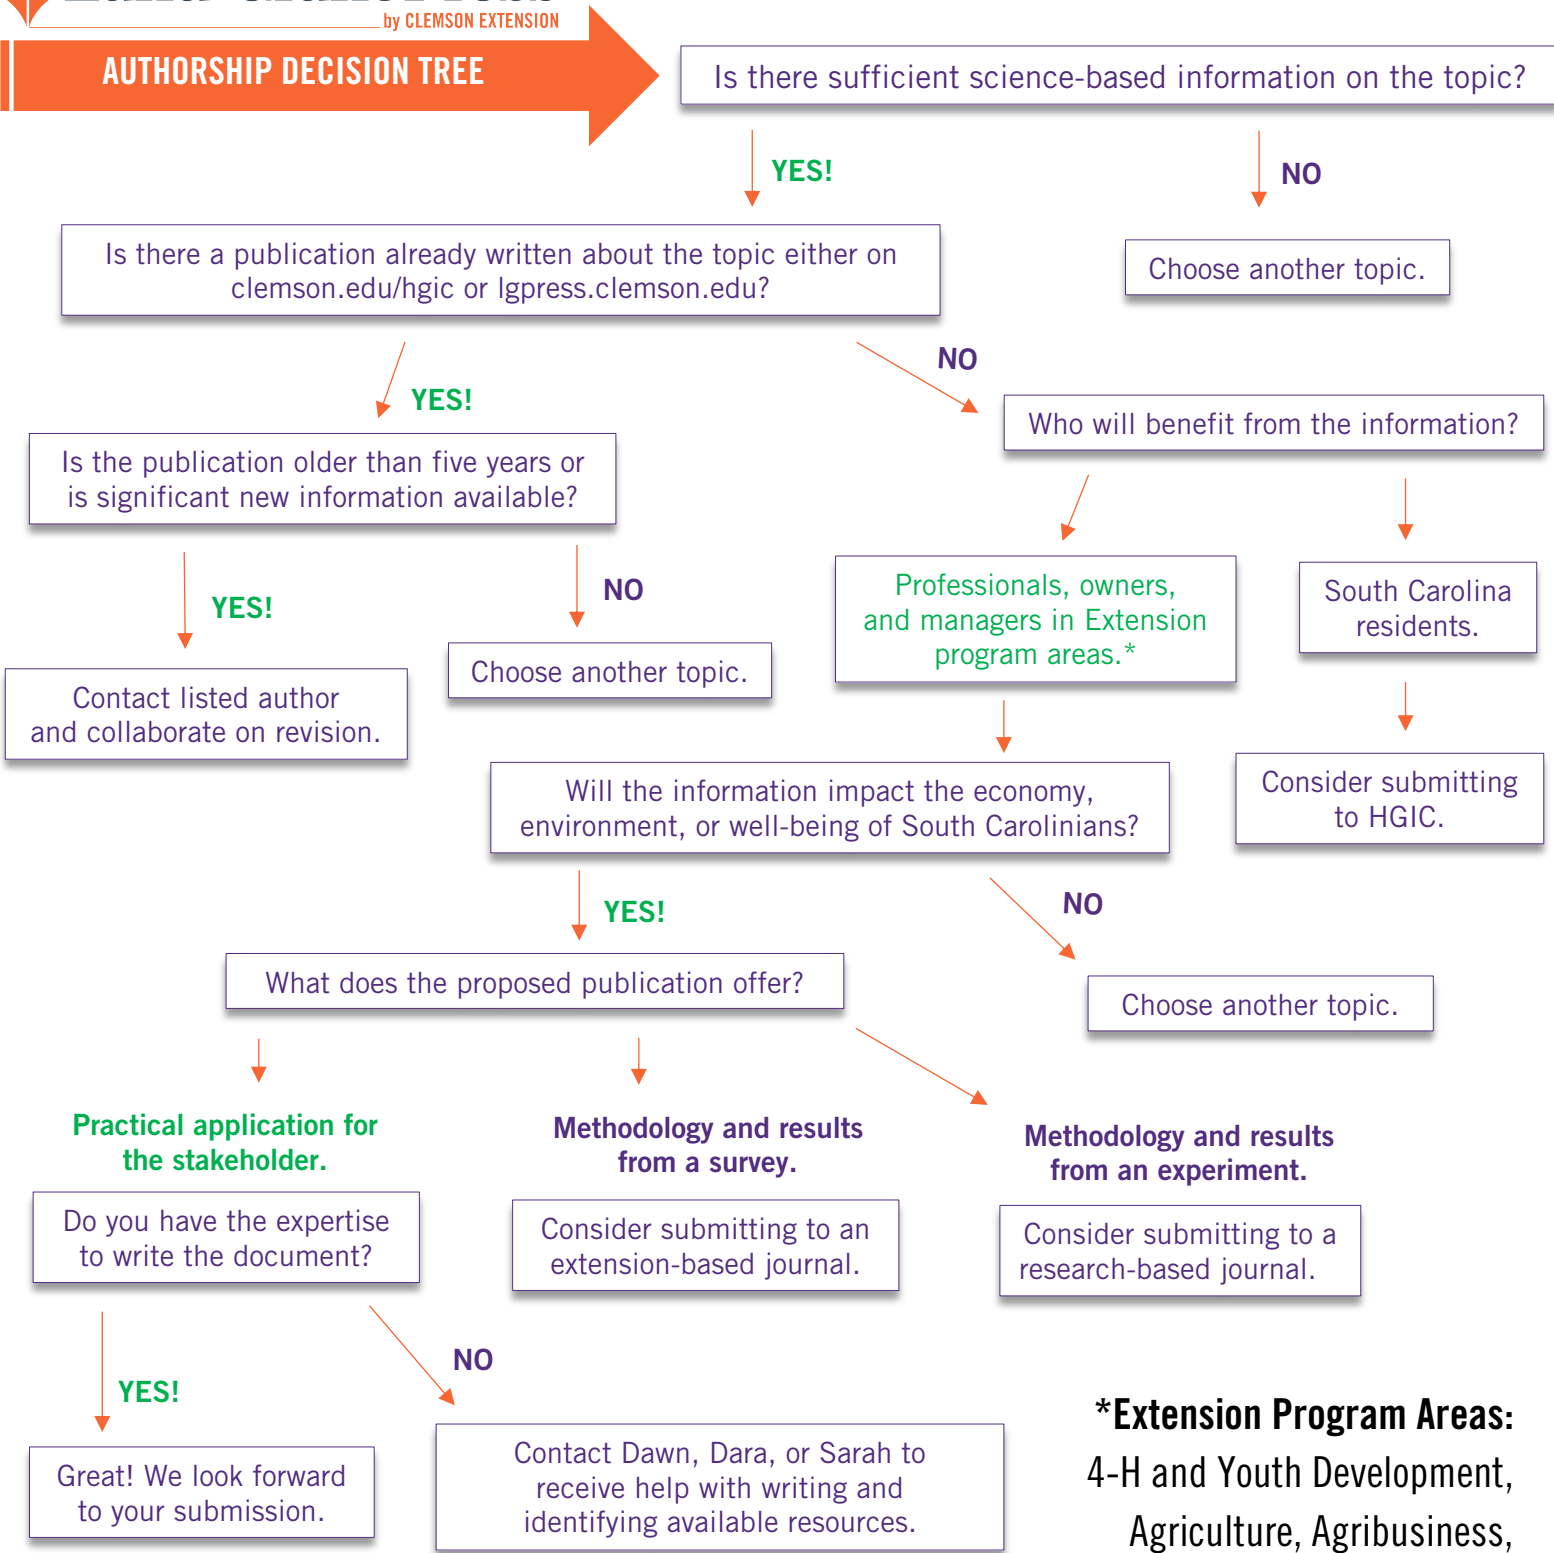 by CLEMSON EXTENSION
AUTHORSHIP DECISION TREE
Is there sufficient science-based information on the topic?
YES!
NO
Is there a publication already written about the topic either on
clemson.edu/hgic or lgpress.clemson.edu?
Choose another topic.
YES!
NO
Is the publication older than five years or
is significant new information available?
Who will benefit from the information?
YES!
NO
Contact listed author
and collaborate on revision.
Choose another topic.
Professionals, owners,
and managers in Extension
program areas.*
South Carolina
residents.
Will the information impact the economy,
environment, or well-being of South Carolinians?
Consider submitting
to HGIC.
YES!
NO
What does the proposed publication offer?
Choose another topic.
Practical application for
the stakeholder.
Methodology and results
from a survey.
Methodology and results
from an experiment.
Do you have the expertise
to write the document?
Consider submitting to an
extension-based journal.
Consider submitting to a
research-based journal.
YES!
NO
Great! We look forward
to your submission.
Contact Dawn, Dara, or Sarah to
receive help with writing and
identifying available resources.
*Extension Program Areas:
4-H and Youth Development,
Agriculture, Agribusiness,